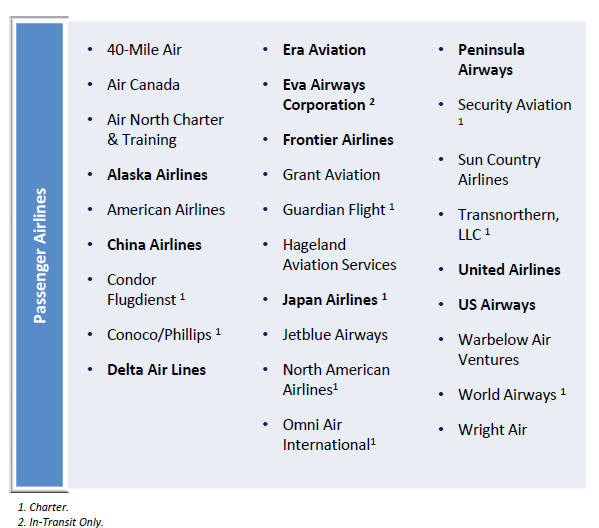 Passenger Airlines
• 40-Mile Air
• Air Canada
• Air North Charter
& Training
• Alaska Airlines
• American Airlines
• China Airlines
• Condor
Flugdienst 1
• Conoco/Phillips 1
• Delta Air Lines
• Era Aviation
• Eva Airways
Corporation 2
• Frontier Airlines
• Grant Aviation
• Guardian Flight 1
• Hageland
Aviation Services
• Japan Airlines 1
• Jetblue Airways
• North American
Airlines1
• Omni Air
International1
• Peninsula
Airways
• Security Aviation
1
• Sun Country
Airlines
• Transnorthern,
LLC 1
• United Airlines
• US Airways
• Warbelow Air
Ventures
• World Airways 1
• Wright Air
1. Charter.
2. In-Transit Only.